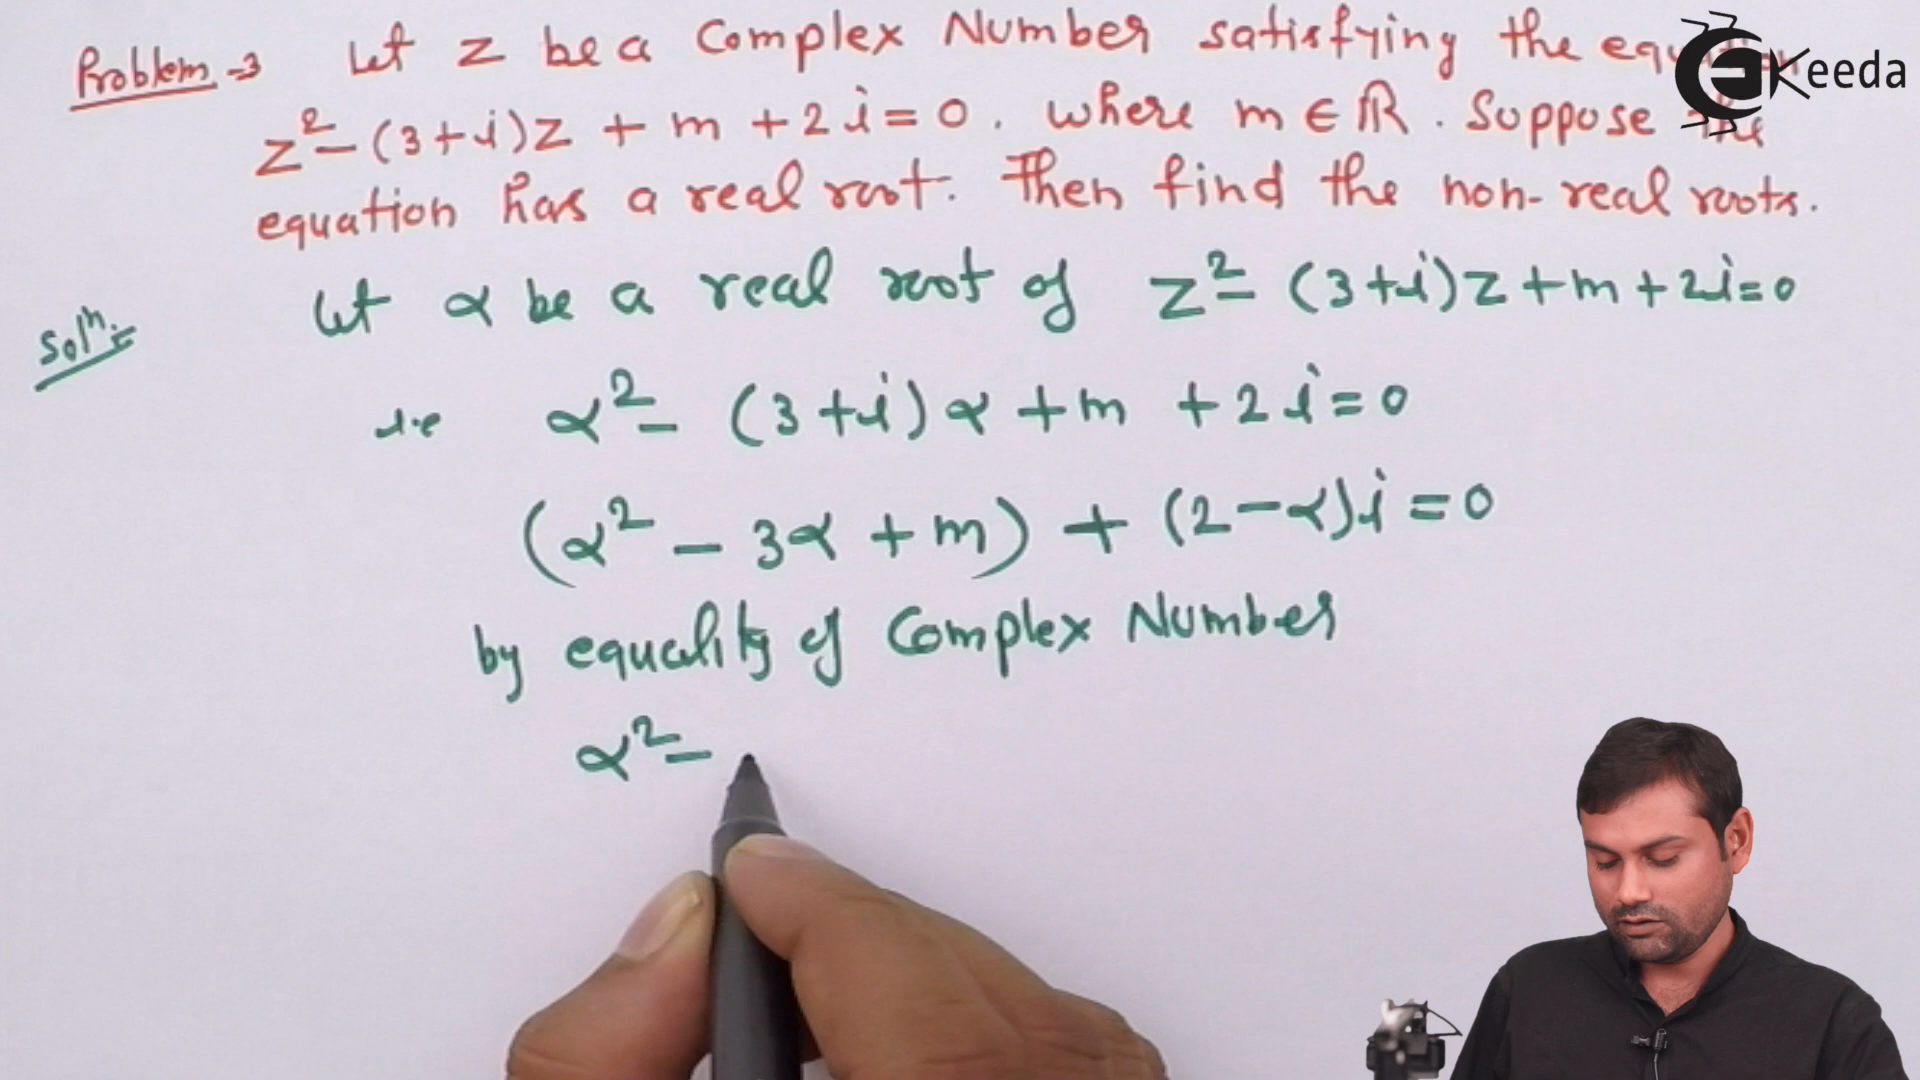 Problem-3 Let z be a Complex Number satisfying the
z² - (3+i)z + m + 2i = 0. where m ∈ ℝ. Suppose the
equation has a real root. Then find the non-real roots.
Ekeeda
Solⁿ: Let α be a real root of z² - (3+i)z + m + 2i = 0
i.e α² - (3+i)α + m + 2i = 0
(α² - 3α + m) + (2-α)i = 0
by equality of Complex Number
α² -